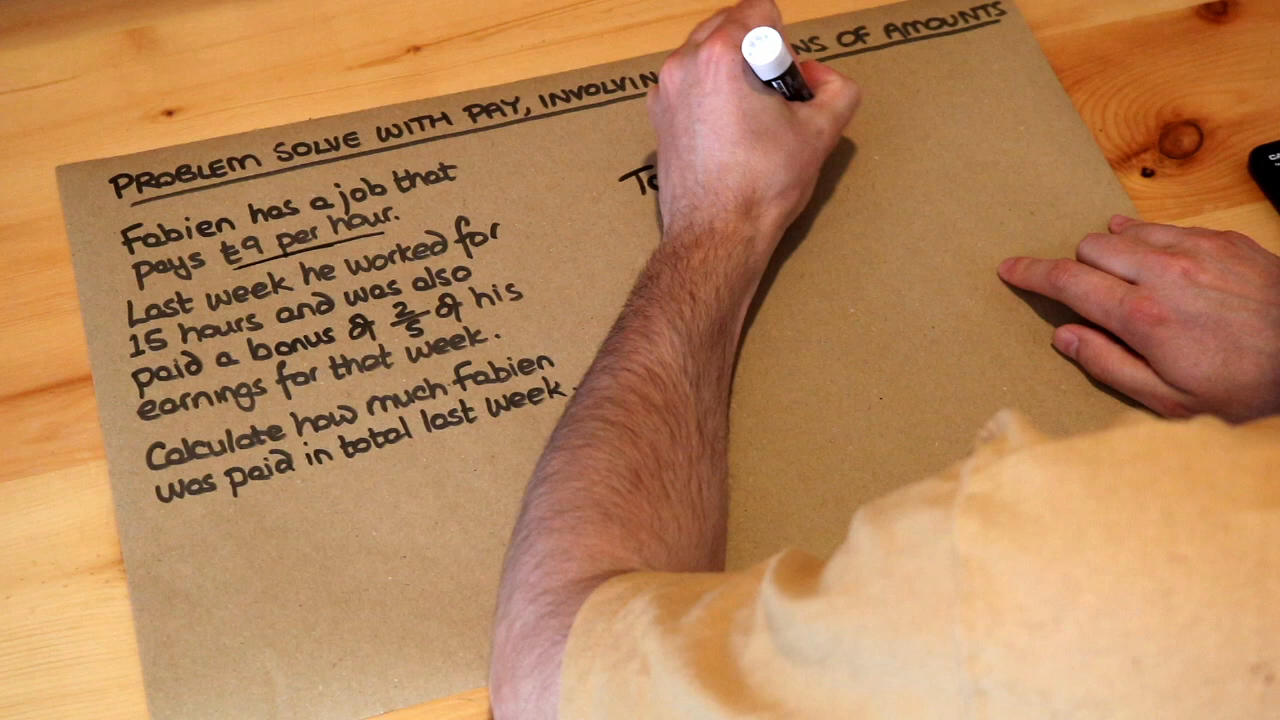 PROBLEM SOLVE WITH PAY, INVOLVIN NS OF AMOUNTS
Fabien has a job that
pays £9 per hour.
Last week he worked for
15 hours and was also
paid a bonus of 2/5 of his
earnings for that week.
Calculate how much Fabien
was paid in total last week.
To